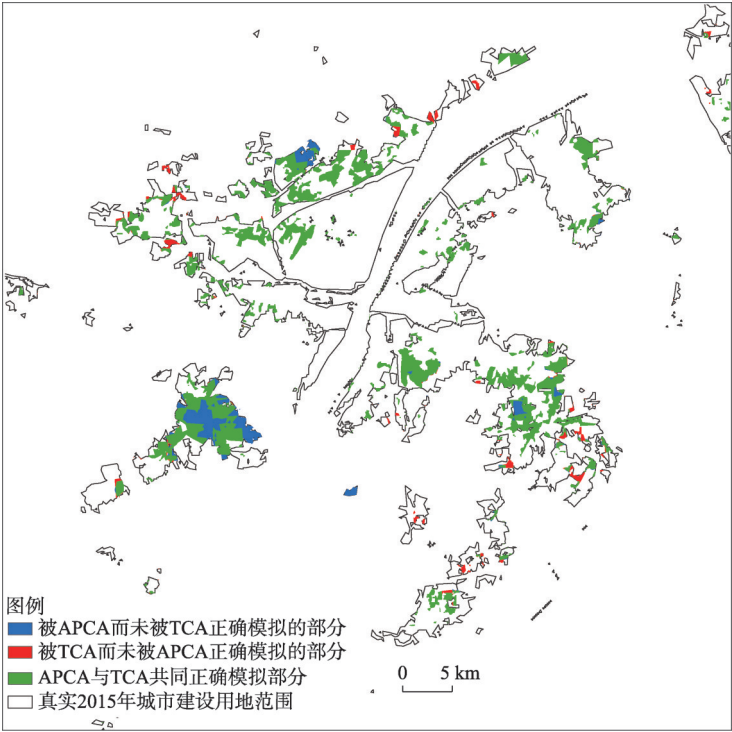 图例
被APCA而未被TCA正确模拟的部分
被TCA而未被APCA正确模拟的部分
APCA与TCA共同正确模拟部分
真实2015年城市建设用地范围
0 5 km